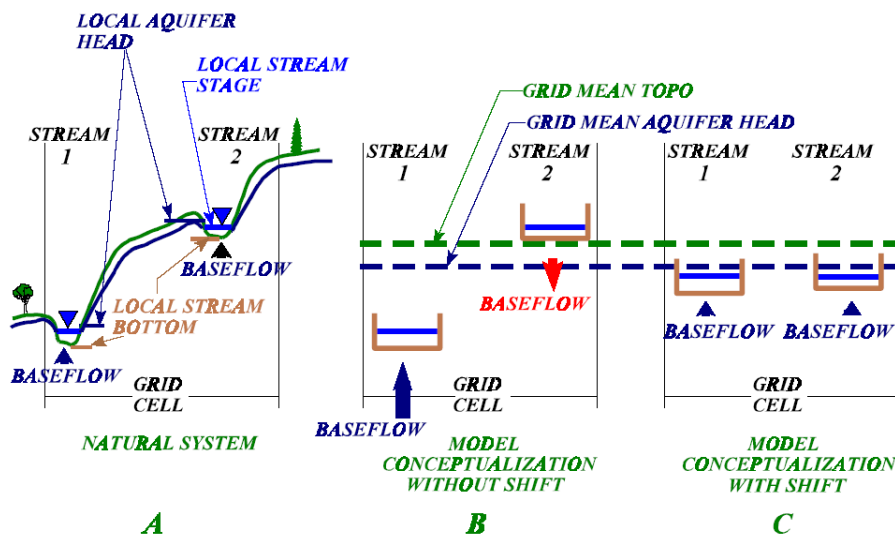 LOCAL AQUIFER
HEAD
LOCAL STREAM
STAGE
STREAM
1
STREAM
2
BASEFLOW
LOCAL STREAM
BOTTOM
BASEFLOW
GRID
CELL
NATURAL SYSTEM
A
GRID MEAN TOPO
GRID MEAN AQUIFER HEAD
STREAM
1
STREAM
2
BASEFLOW
BASEFLOW
GRID
CELL
MODEL
CONCEPTUALIZATION
WITHOUT SHIFT
B
STREAM
1
STREAM
2
BASEFLOW
BASEFLOW
GRID
CELL
MODEL
CONCEPTUALIZATION
WITH SHIFT
C